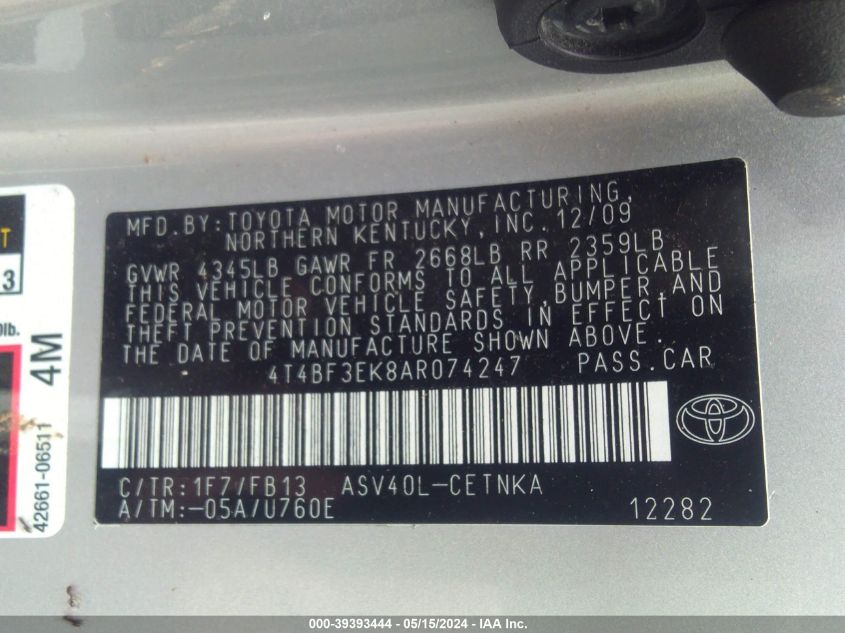 MFD.BY:TOYOTA MOTOR MANUFACTURING,
NORTHERN KENTUCKY,INC.12/09
GVWR 4345LB GAWR FR 2668LB RR 2359LB
THIS VEHICLE CONFORMS TO ALL APPLICABLE
FEDERAL MOTOR VEHICLE SAFETY,BUMPER,AND
THEFT PREVENTION STANDARDS IN EFFECT ON
THE DATE OF MANUFACTURE SHOWN ABOVE.
4T4BF3EK8AR074247 PASS.CAR
C/TR:1F7/FB13 ASV40L-CETNKA
A/TM:-05A/U760E 12282
T
3
lb.
4M
42661-06511
000-39393444 - 05/15/2024 - IAA Inc.